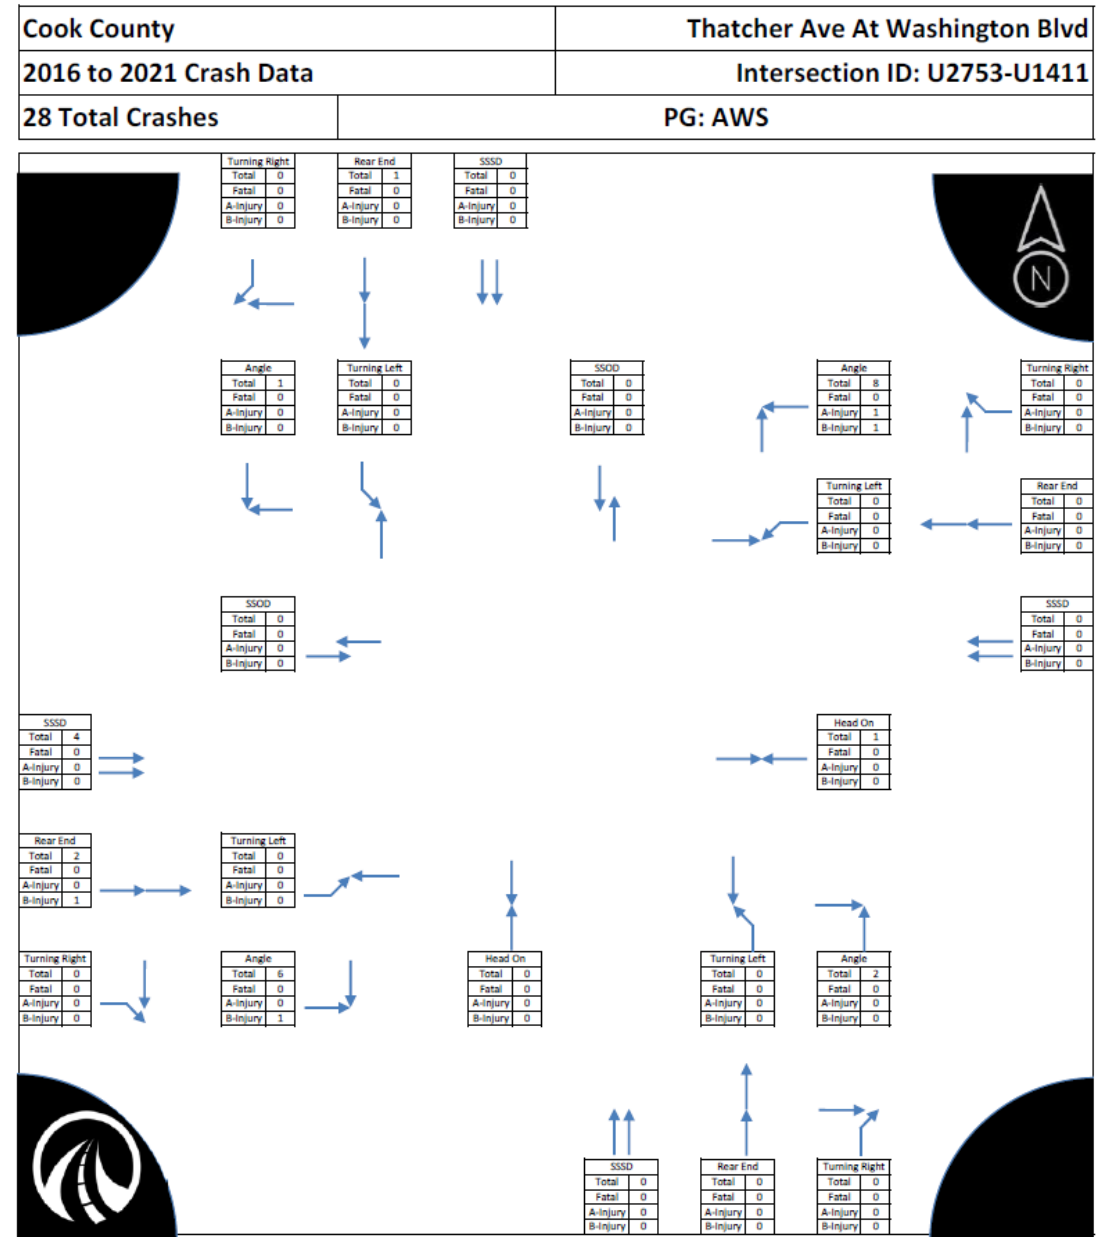 Cook County
Thatcher Ave At Washington Blvd
2016 to 2021 Crash Data
Intersection ID: U2753-U1411
28 Total Crashes
PG: AWS
Turning Right
Total 0
Fatal 0
A-Injury 0
B-Injury 0
Rear End
Total 1
Fatal 0
A-Injury 0
B-Injury 0
SSSD
Total 0
Fatal 0
A-Injury 0
B-Injury 0
N
Angle
Total 1
Fatal 0
A-Injury 0
B-Injury 0
Turning Left
Total 0
Fatal 0
A-Injury 0
B-Injury 0
SSOD
Total 0
Fatal 0
A-Injury 0
B-Injury 0
Angle
Total 8
Fatal 0
A-Injury 1
B-Injury 1
Turning Right
Total 0
Fatal 0
A-Injury 0
B-Injury 0
Turning Left
Total 0
Fatal 0
A-Injury 0
B-Injury 0
Rear End
Total 0
Fatal 0
A-Injury 0
B-Injury 0
SSOD
Total 0
Fatal 0
A-Injury 0
B-Injury 0
SSSD
Total 0
Fatal 0
A-Injury 0
B-Injury 0
SSSD
Total 4
Fatal 0
A-Injury 0
B-Injury 0
Head On
Total 1
Fatal 0
A-Injury 0
B-Injury 0
Rear End
Total 2
Fatal 0
A-Injury 0
B-Injury 1
Turning Left
Total 0
Fatal 0
A-Injury 0
B-Injury 0
Turning Right
Total 0
Fatal 0
A-Injury 0
B-Injury 0
Angle
Total 6
Fatal 0
A-Injury 0
B-Injury 1
Head On
Total 0
Fatal 0
A-Injury 0
B-Injury 0
Turning Left
Total 0
Fatal 0
A-Injury 0
B-Injury 0
Angle
Total 2
Fatal 0
A-Injury 0
B-Injury 0
SSSD
Total 0
Fatal 0
A-Injury 0
B-Injury 0
Rear End
Total 0
Fatal 0
A-Injury 0
B-Injury 0
Turning Right
Total 0
Fatal 0
A-Injury 0
B-Injury 0